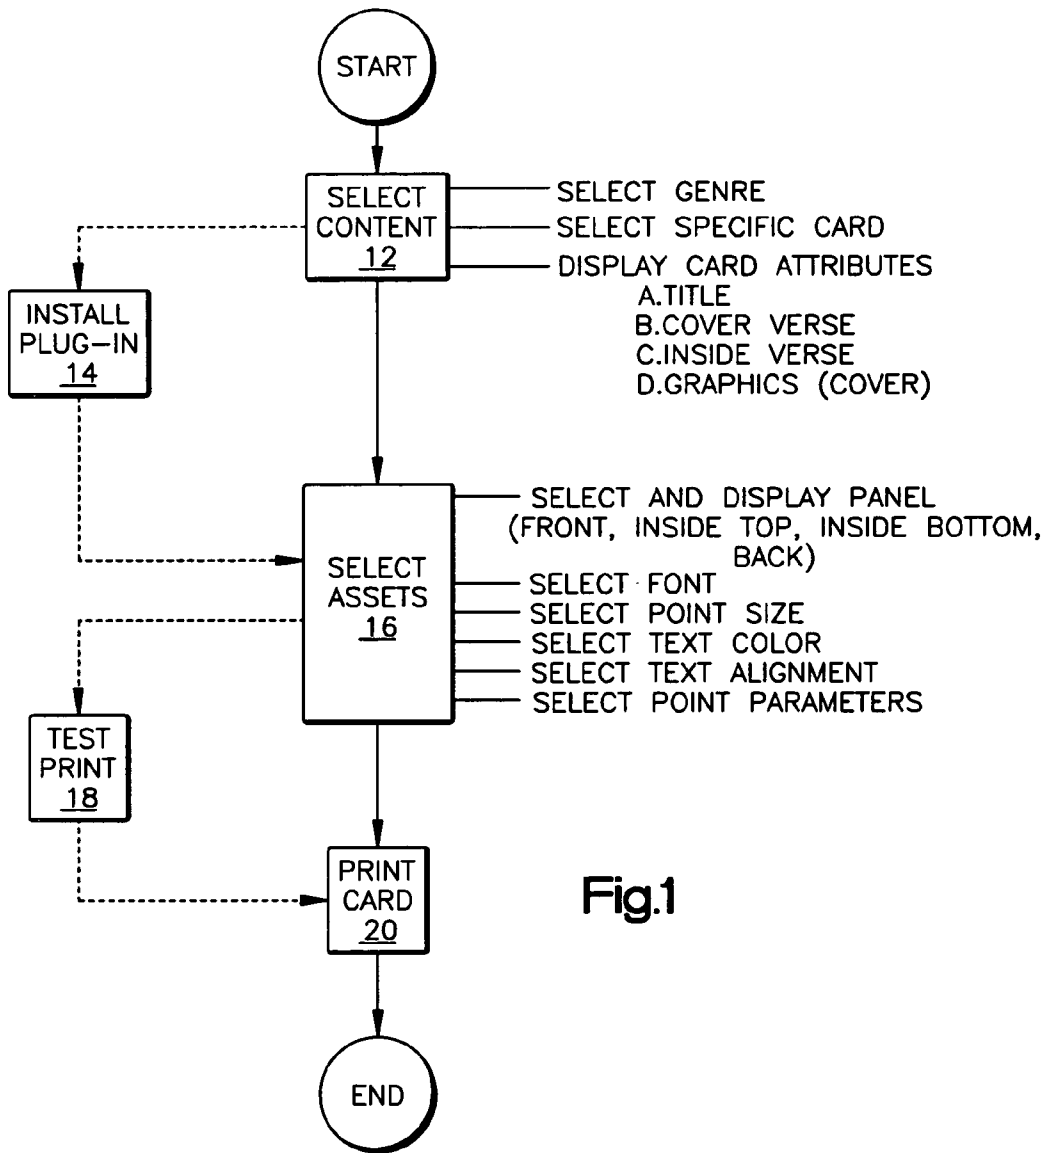 START
SELECT
CONTENT
12
SELECT GENRE
SELECT SPECIFIC CARD
DISPLAY CARD ATTRIBUTES
A.TITLE
B.COVER VERSE
C.INSIDE VERSE
D.GRAPHICS (COVER)
INSTALL
PLUG-IN
14
SELECT
ASSETS
16
SELECT AND DISPLAY PANEL
(FRONT, INSIDE TOP, INSIDE BOTTOM,
BACK)
SELECT FONT
SELECT POINT SIZE
SELECT TEXT COLOR
SELECT TEXT ALIGNMENT
SELECT POINT PARAMETERS
TEST
PRINT
18
PRINT
CARD
20
Fig.1
END